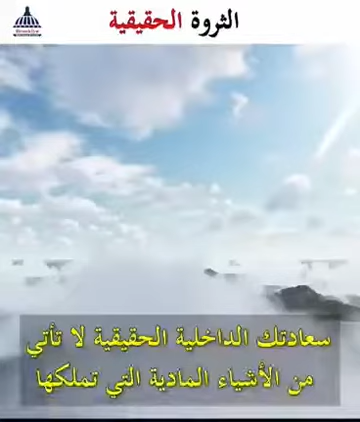 الثروة الحقيقية
سعادتك الداخلية الحقيقية لا تأتي
من الأشياء المادية التي تملكها